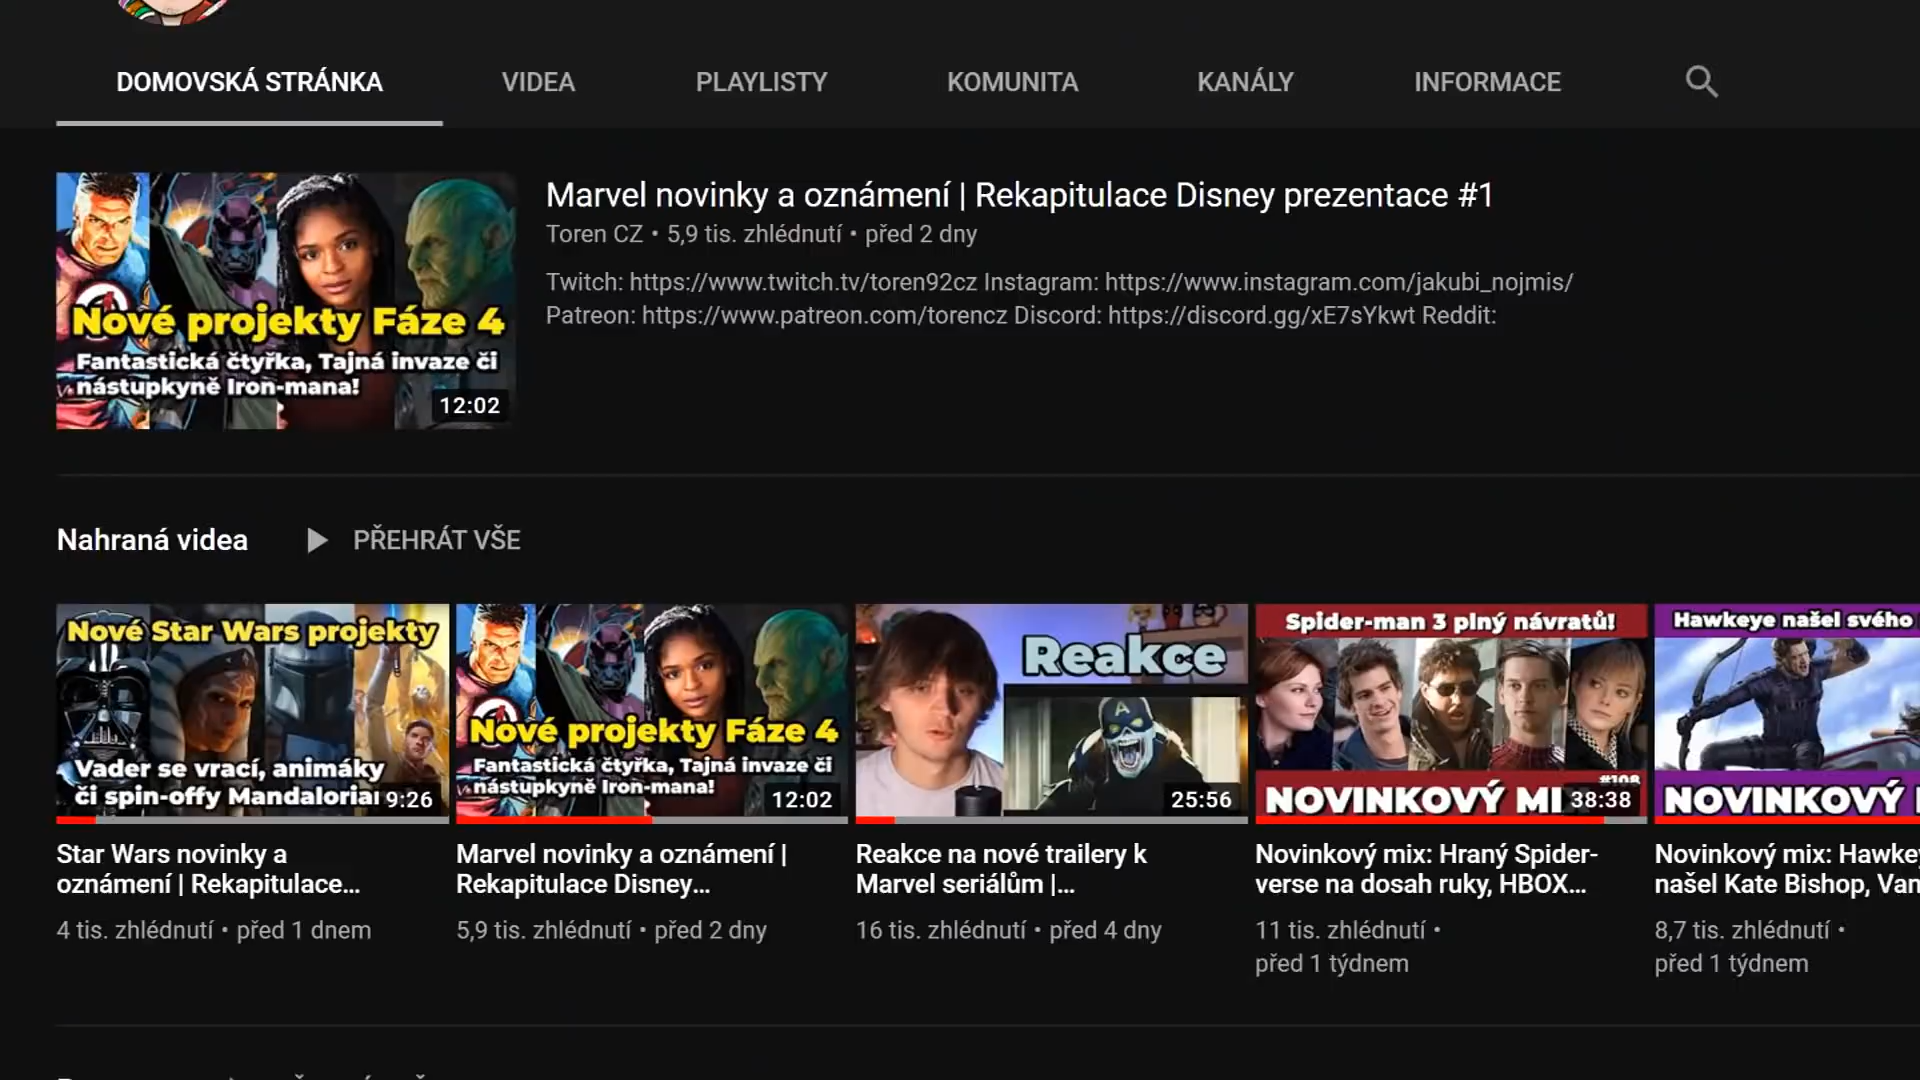 DOMOVSKÁ STRÁNKA VIDEA PLAYLISTY KOMUNITA KANÁLY INFORMACE
Nové projekty Fáze 4
Fantastická čtyřka, Tajná invaze či
nástupkyně Iron-mana!
12:02
Marvel novinky a oznámení | Rekapitulace Disney prezentace #1
Toren CZ • 5,9 tis. zhlédnutí • před 2 dny
Twitch: https://www.twitch.tv/toren92cz Instagram: https://www.instagram.com/jakubi_nojmis/
Patreon: https://www.patreon.com/torencz Discord: https://discord.gg/xE7sYkwt Reddit:
Nahraná videa PŘEHRÁT VŠE
Nové Star Wars projekty
Vader se vrací, animáky
či spin-offy Mandaloria
9:26
Star Wars novinky a
oznámení | Rekapitulace...
4 tis. zhlédnutí • před 1 dnem
Nové projekty Fáze 4
Fantastická čtyřka, Tajná invaze či
nástupkyně Iron-mana!
12:02
Marvel novinky a oznámení |
Rekapitulace Disney...
5,9 tis. zhlédnutí • před 2 dny
Reakce
A
25:56
Reakce na nové trailery k
Marvel seriálům |...
16 tis. zhlédnutí • před 4 dny
Spider-man 3 plný návratů!
#108
NOVINKOVÝ MI
38:38
Novinkový mix: Hraný Spider-
verse na dosah ruky, HBOX...
11 tis. zhlédnutí •
před 1 týdnem
Hawkeye našel svého
NOVINKOVÝ
Novinkový mix: Hawkey
našel Kate Bishop, Van
8,7 tis. zhlédnutí •
před 1 týdnem